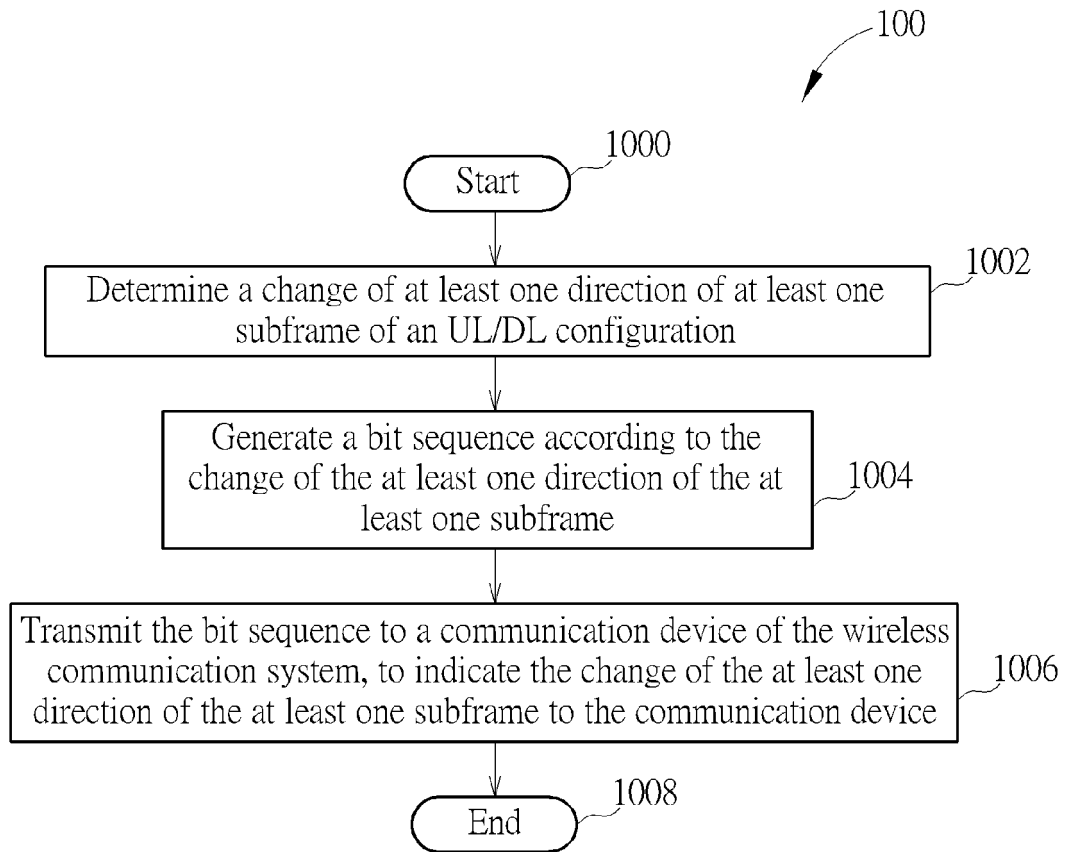 100
1000
Start
1002
Determine a change of at least one direction of at least one
subframe of an UL/DL configuration
Generate a bit sequence according to the
change of the at least one direction of the at
least one subframe
1004
Transmit the bit sequence to a communication device of the wireless
communication system, to indicate the change of the at least one
direction of the at least one subframe to the communication device
1006
1008
End